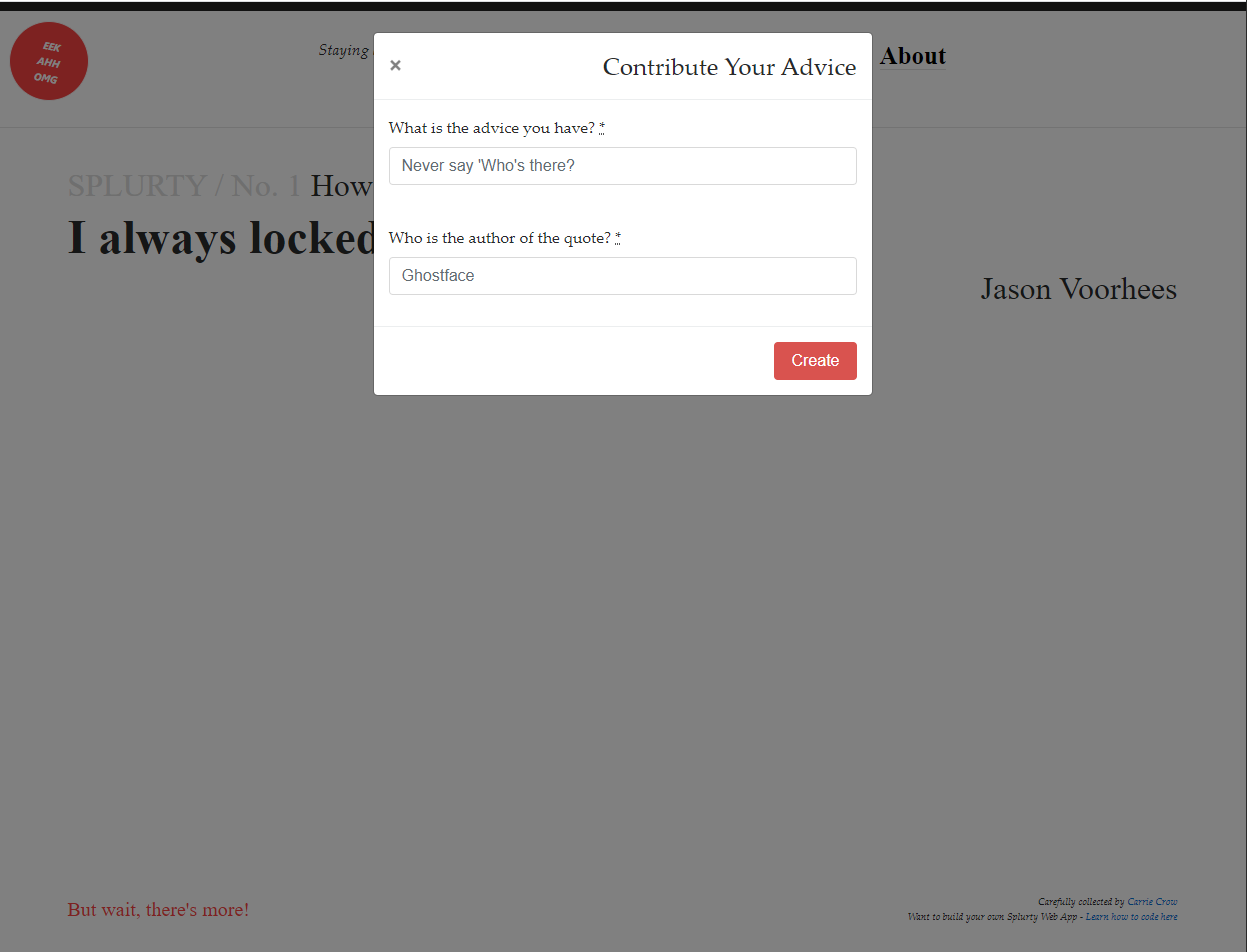 EEK
AHH
OMG
Staying
×
Contribute Your Advice
About
What is the advice you have? *
Never say 'Who's there?
SPLURTY / No. 1 How
I always locked
Who is the author of the quote? *
Ghostface
Jason Voorhees
Create
But wait, there's more!
Carefully collected by Carrie Crow
Want to build your own Splurty Web App - Learn how to code here